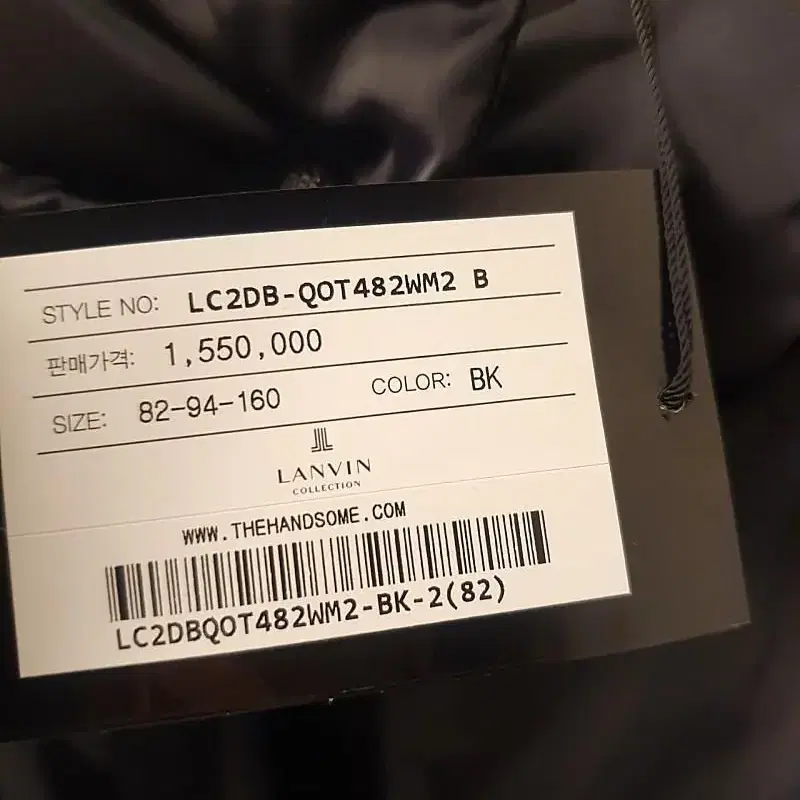 STYLE NO: LC2DB-QOT482WM2 B
판매가격: 1,550,000
SIZE: 82-94-160 COLOR: BK
LANVIN
COLLECTION
WWW.THEHANDSOME.COM
LC2DBQOT482WM2-BK-2(82)